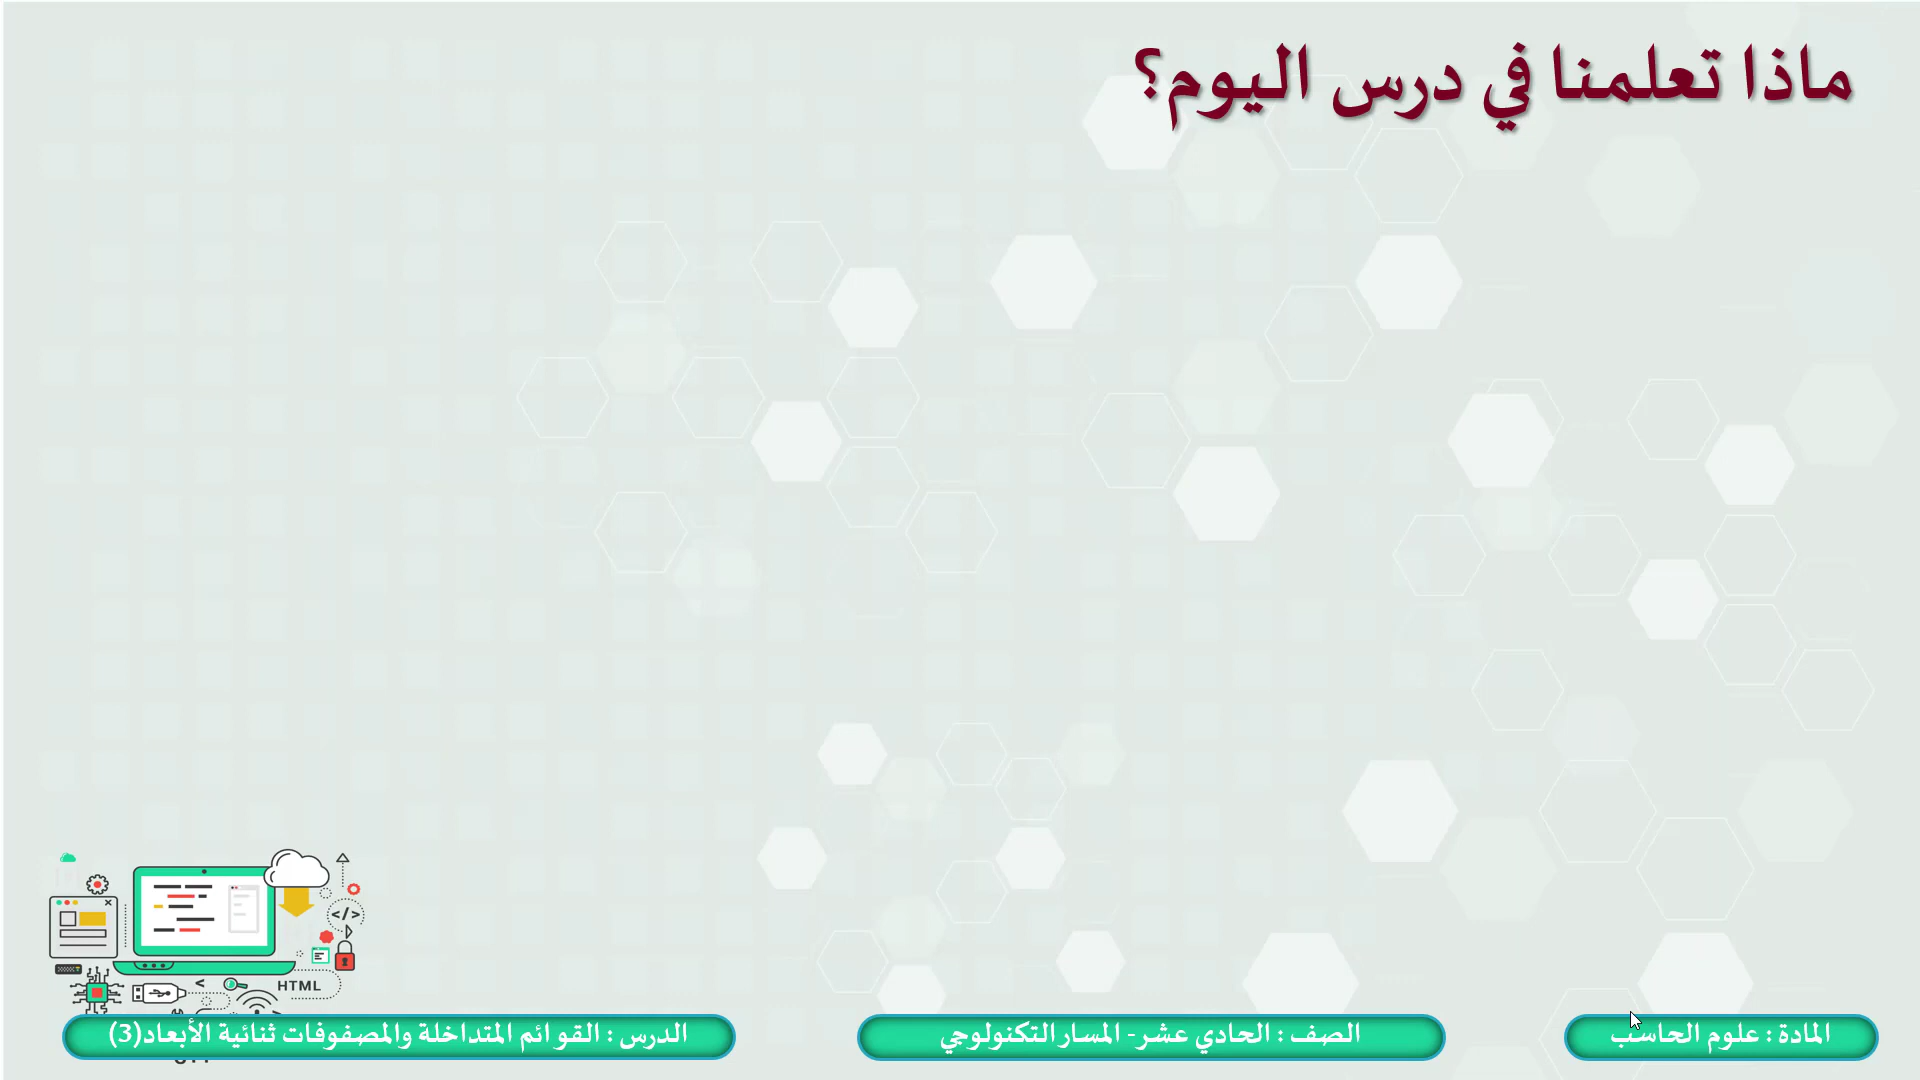 ماذا تعلمنا في درس اليوم؟
</>
HTML
<
المادة : علوم الحاسب
الصف : الحادي عشر- المسار التكنولوجي
الدرس : القوائم المتداخلة والمصفوفات ثنائية الأبعاد(3)